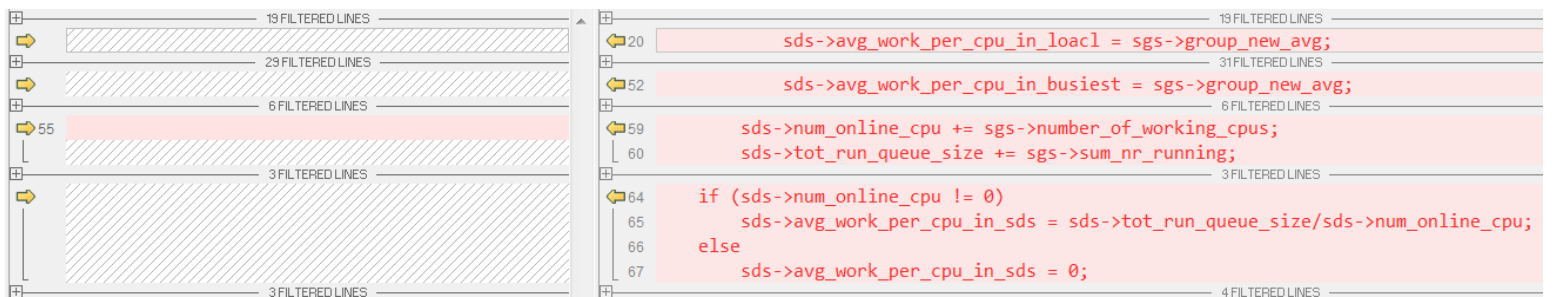 19 FILTERED LINES
19 FILTERED LINES
20 sds->avg_work_per_cpu_in_loacl = sgs->group_new_avg;
29 FILTERED LINES
31 FILTERED LINES
52 sds->avg_work_per_cpu_in_busiest = sgs->group_new_avg;
6 FILTERED LINES
6 FILTERED LINES
55
59 sds->num_online_cpu += sgs->number_of_working_cpus;
60 sds->tot_run_queue_size += sgs->sum_nr_running;
3 FILTERED LINES
3 FILTERED LINES
64 if (sds->num_online_cpu != 0)
65 sds->avg_work_per_cpu_in_sds = sds->tot_run_queue_size/sds->num_online_cpu;
66 else
67 sds->avg_work_per_cpu_in_sds = 0;
3 FILTERED LINES
4 FILTERED LINES